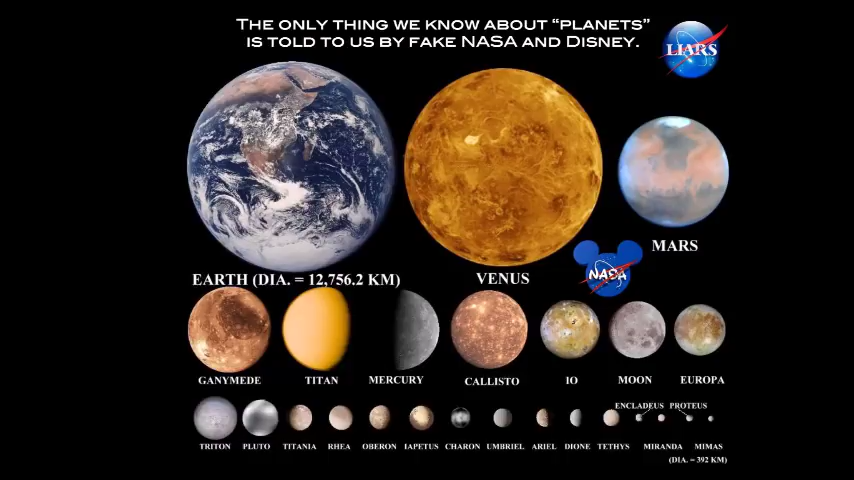 THE ONLY THING WE KNOW ABOUT “PLANETS”
IS TOLD TO US BY FAKE NASA AND DISNEY.
LIARS
MARS
EARTH (DIA. = 12,756.2 KM)
VENUS
NASA
GANYMEDE
TITAN
MERCURY
CALLISTO
IO
MOON
EUROPA
ENCLADEUS
PROTEUS
TRITON
PLUTO
TITANIA
RHEA
OBERON
IAPETUS
CHARON
UMBRIEL
ARIEL
DIONE
TETHYS
MIRANDA
MIMAS
(DIA. = 392 KM)